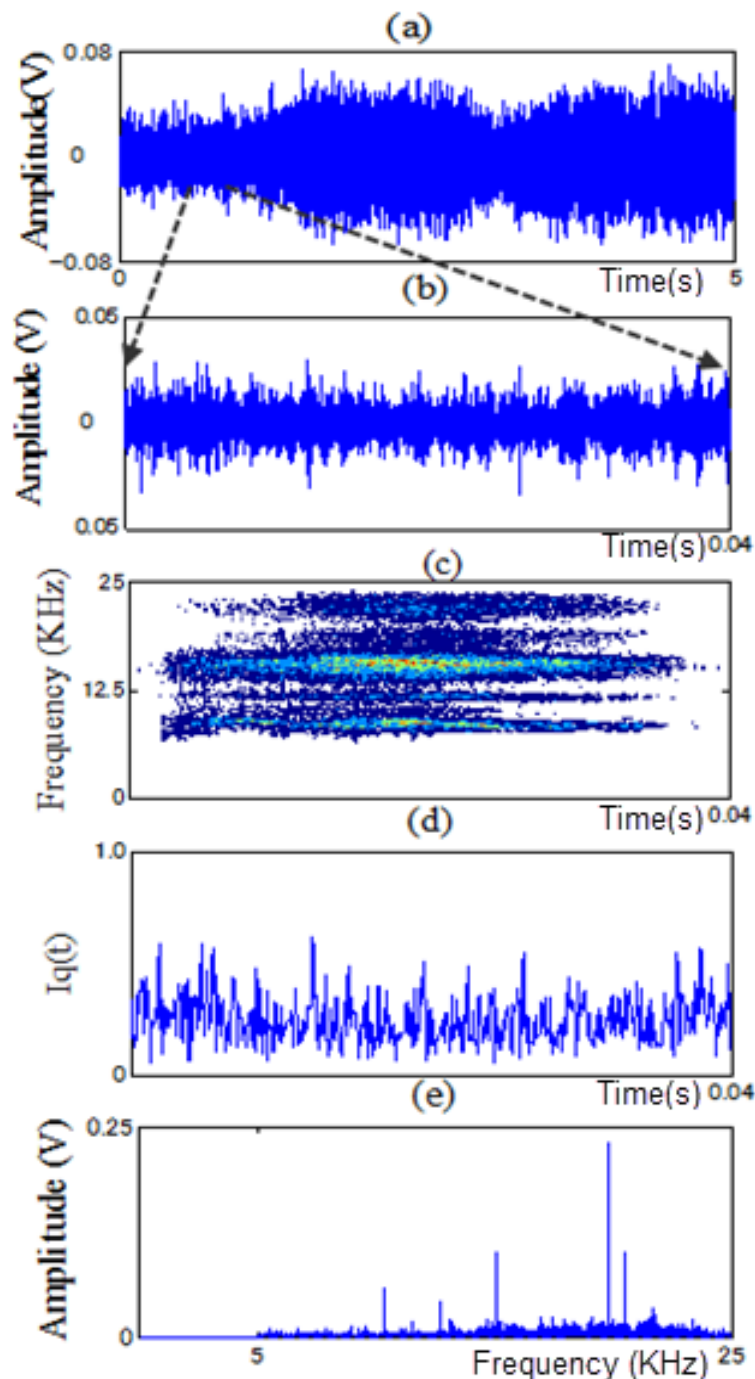 (a)
0.08
Amplitude(V)
0
−0.08
0 Time(s) 5
(b)
0.05
Amplitude (V)
0
0.05
Time(s) 0.04
(c)
25
Frequency (KHz)
12.5
0
Time(s) 0.04
(d)
1.0
Iq(t)
0
Time(s) 0.04
(e)
0.25
Amplitude (V)
0
5 Frequency (KHz) 25